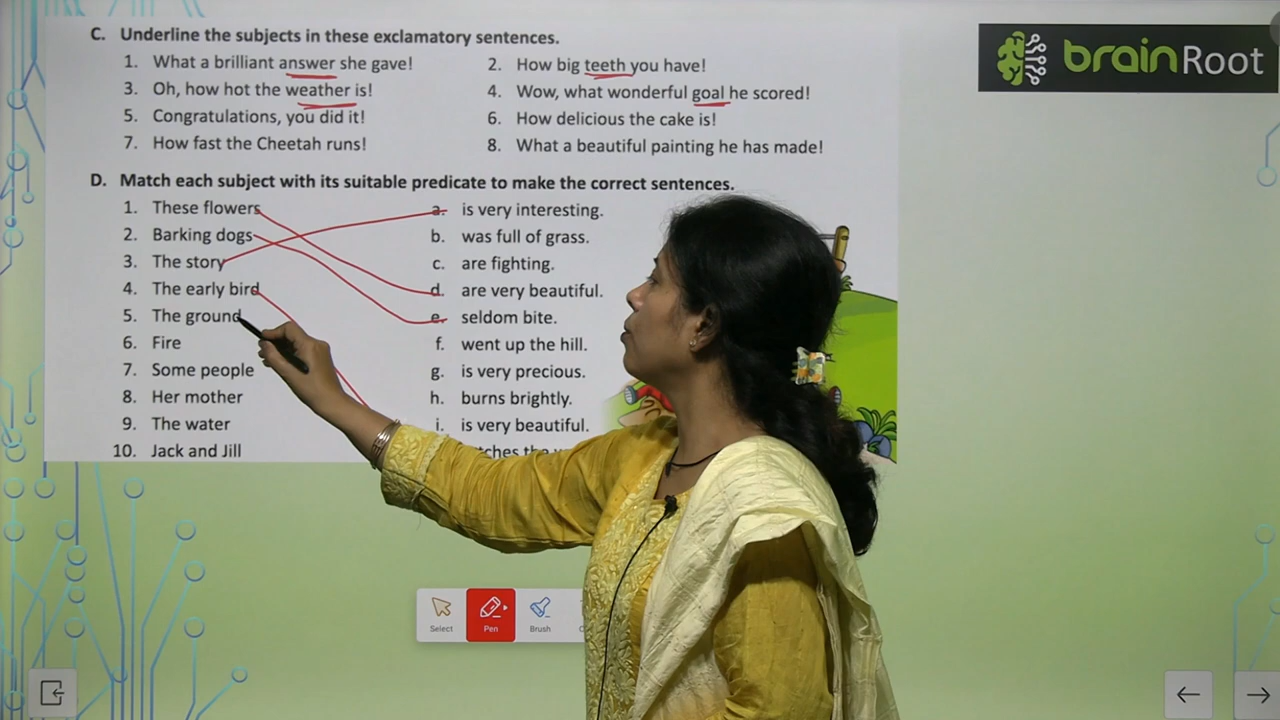 C. Underline the subjects in these exclamatory sentences.
1. What a brilliant answer she gave! 2. How big teeth you have!
3. Oh, how hot the weather is! 4. Wow, what wonderful goal he scored!
5. Congratulations, you did it! 6. How delicious the cake is!
7. How fast the Cheetah runs! 8. What a beautiful painting he has made!
D. Match each subject with its suitable predicate to make the correct sentences.
1. These flowers a. is very interesting.
2. Barking dogs b. was full of grass.
3. The story c. are fighting.
4. The early bird d. are very beautiful.
5. The ground e. seldom bite.
6. Fire f. went up the hill.
7. Some people g. is very precious.
8. Her mother h. burns brightly.
9. The water i. is very beautiful.
10. Jack and Jill
brainRoot
Select Pen Brush